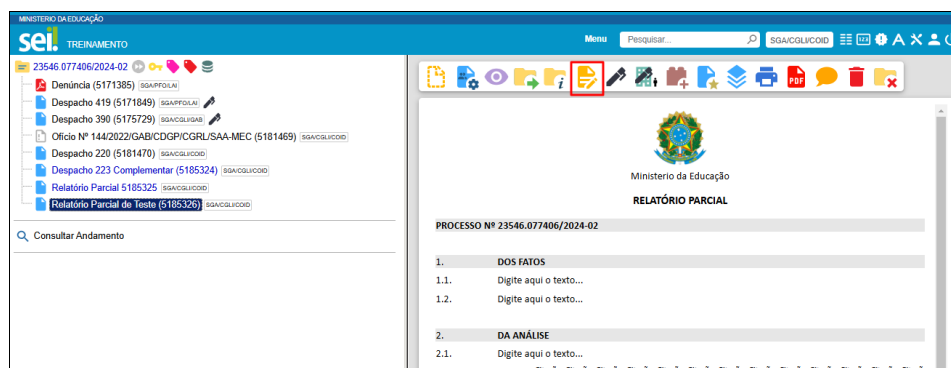 MINISTERIO DA EDUCAÇÃO
sei! TREINAMENTO
Menu Pesquisar... SGA/CGLI/COID
23546.077406/2024-02
Denúncia (5171385) SGA/PFO/LAI
Despacho 419 (5171849) SGA/PFO/LAI
Despacho 390 (5175729) SGA/CGLI/GAB
Ofício Nº 144/2022/GAB/CDGP/CGRL/SAA-MEC (5181469) SGA/CGLI/COID
Despacho 220 (5181470) SGA/CGLI/COID
Despacho 223 Complementar (5185324) SGA/CGLI/COID
Relatório Parcial 5185325 SGA/CGLI/COID
Relatório Parcial de Teste (5185326) SGA/CGLI/COID
Consultar Andamento
PDF
Ministerio da Educação
RELATÓRIO PARCIAL
PROCESSO Nº 23546.077406/2024-02
1. DOS FATOS
1.1. Digite aqui o texto...
1.2. Digite aqui o texto...
2. DA ANÁLISE
2.1. Digite aqui o texto...